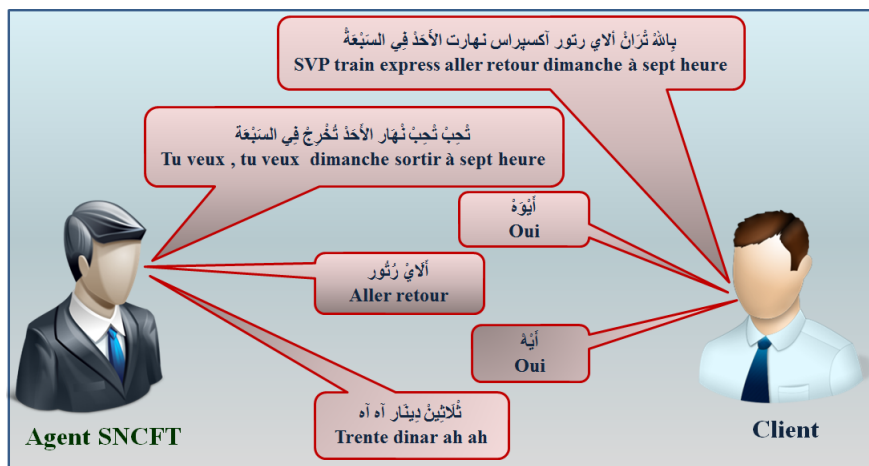 بِاللهْ تْرَانْ ألاي رتور آكسپراس نهارت الأَحَدْ فِي السَبْعَةْ
SVP train express aller retour dimanche à sept heure
تْحِبْ تْحِبْ نْهَار الأَحَدْ تُخْرِجْ فِي السَبْعَة
Tu veux , tu veux dimanche sortir à sept heure
أَيْوَهْ
Oui
أَلَايْ رُتُور
Aller retour
أَيْهْ
Oui
ثْلَاثِينْ دِينَار آه آه
Trente dinar ah ah
Agent SNCFT
Client